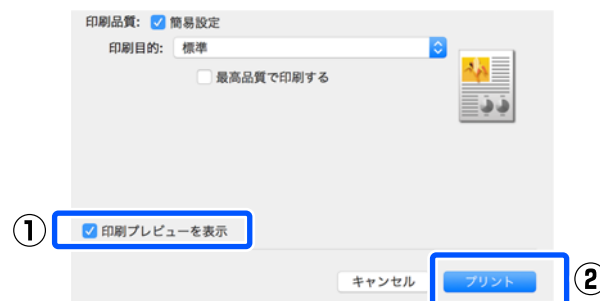 印刷品質: 簡易設定
印刷目的: 標準
最高品質で印刷する
① 印刷プレビューを表示
キャンセル プリント ②